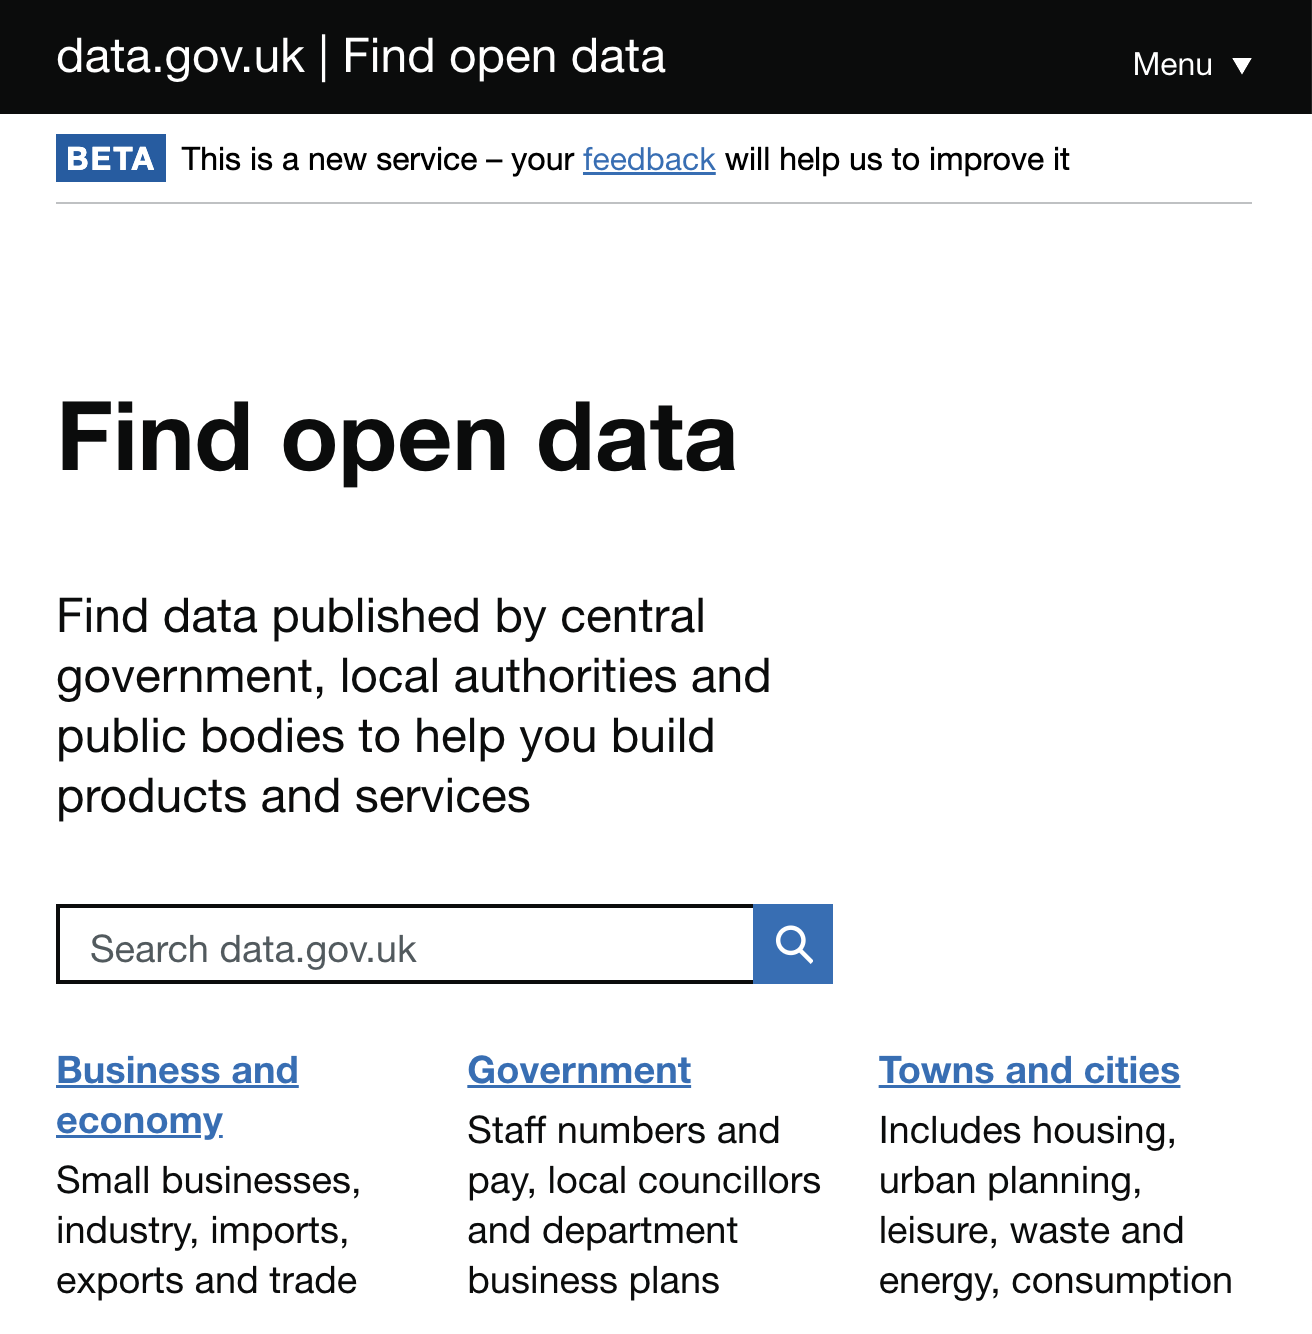 data.gov.uk | Find open data
Menu ▼
BETA This is a new service – your feedback will help us to improve it
Find open data
Find data published by central
government, local authorities and
public bodies to help you build
products and services
Search data.gov.uk
Business and
economy
Small businesses,
industry, imports,
exports and trade
Government
Staff numbers and
pay, local councillors
and department
business plans
Towns and cities
Includes housing,
urban planning,
leisure, waste and
energy, consumption